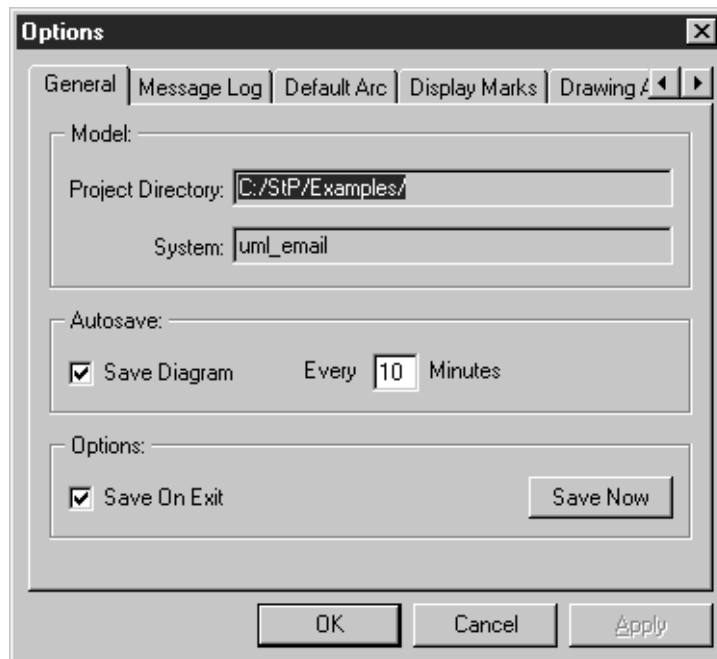 Options
General Message Log Default Arc Display Marks Drawing
Model:
Project Directory: C:/StP/Examples/
System: uml_email
Autosave:
Save Diagram Every 10 Minutes
Options:
Save On Exit Save Now
OK Cancel Apply